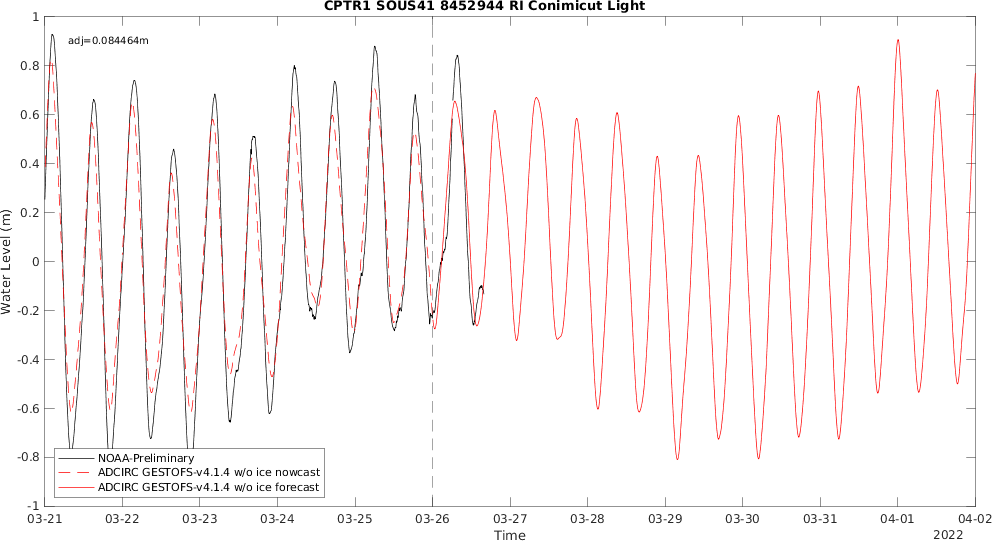 CPTR1 SOUS41 8452944 RI Conimicut Light
adj=0.084464m
0.8
0.6
0.4
0.2
0
-0.2
-0.4
-0.6
-0.8
-1
1
Water Level (m)
NOAA-Preliminary
ADCIRC GESTOFS-v4.1.4 w/o ice nowcast
ADCIRC GESTOFS-v4.1.4 w/o ice forecast
03-21 03-22 03-23 03-24 03-25 03-26 03-27 03-28 03-29 03-30 03-31 04-01 04-02
Time
2022